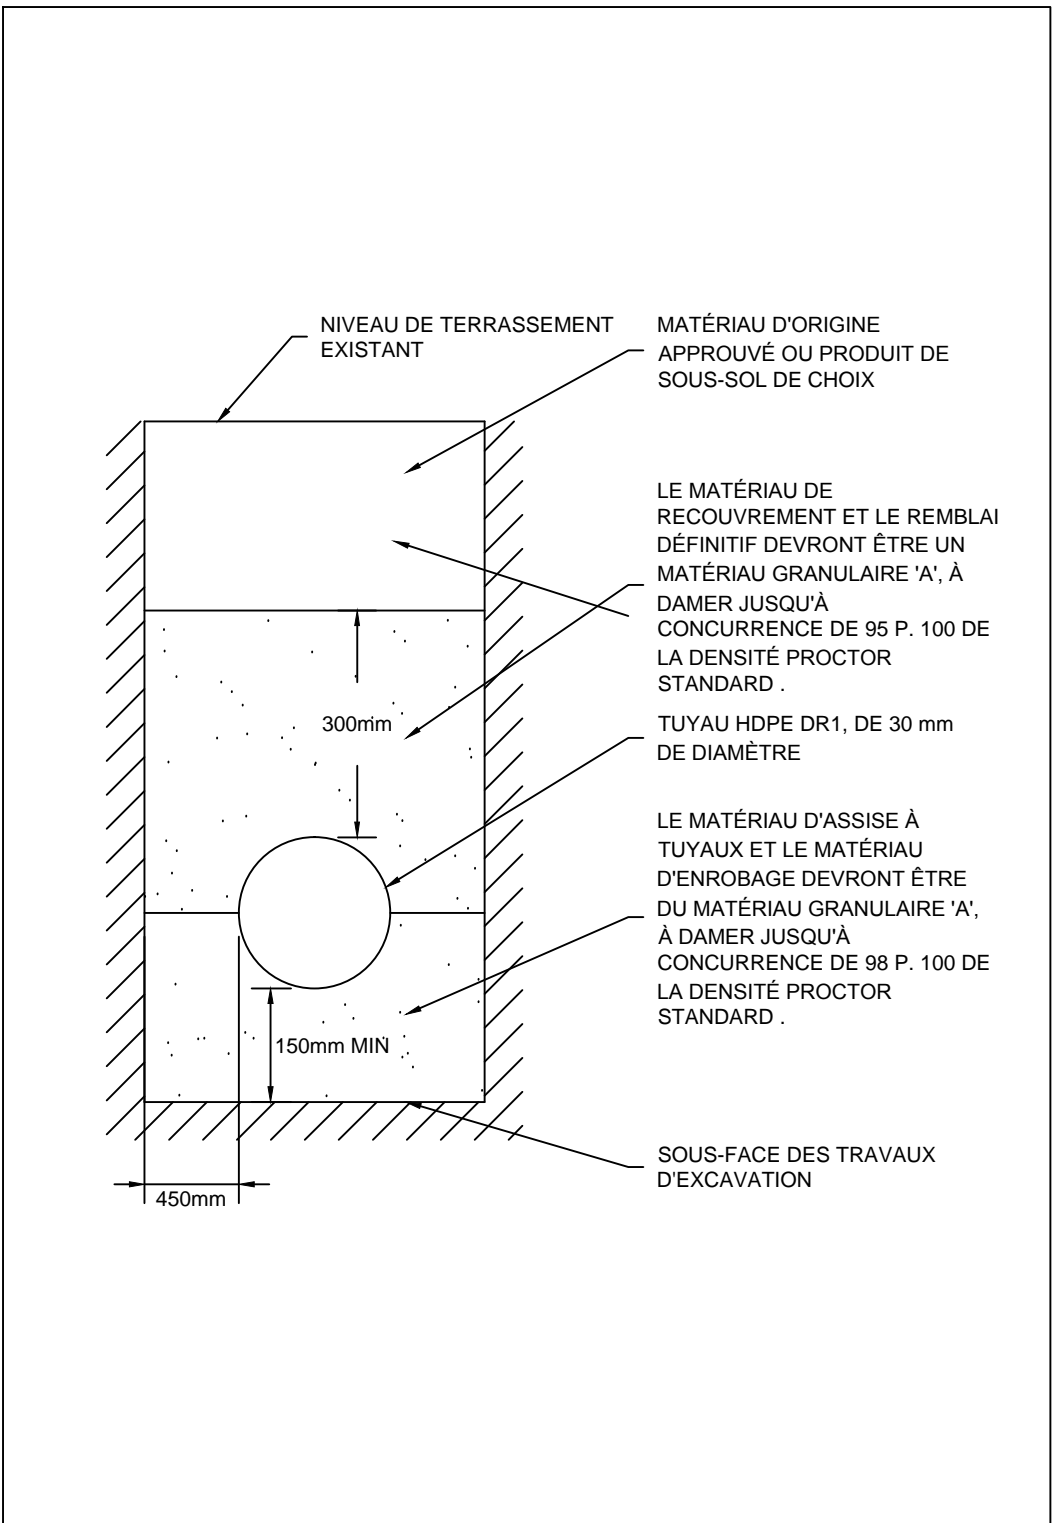 NIVEAU DE TERRASSEMENT
EXISTANT
MATÉRIAU D'ORIGINE
APPROUVÉ OU PRODUIT DE
SOUS-SOL DE CHOIX
LE MATÉRIAU DE
RECOUVREMENT ET LE REMBLAI
DÉFINITIF DEVRONT ÊTRE UN
MATÉRIAU GRANULAIRE 'A', À
DAMER JUSQU'À
CONCURRENCE DE 95 P. 100 DE
LA DENSITÉ PROCTOR
STANDARD .
300mm
TUYAU HDPE DR1, DE 30 mm
DE DIAMÈTRE
LE MATÉRIAU D'ASSISE À
TUYAUX ET LE MATÉRIAU
D'ENROBAGE DEVRONT ÊTRE
DU MATÉRIAU GRANULAIRE 'A',
À DAMER JUSQU'À
CONCURRENCE DE 98 P. 100 DE
LA DENSITÉ PROCTOR
STANDARD .
150mm MIN
SOUS-FACE DES TRAVAUX
D'EXCAVATION
450mm